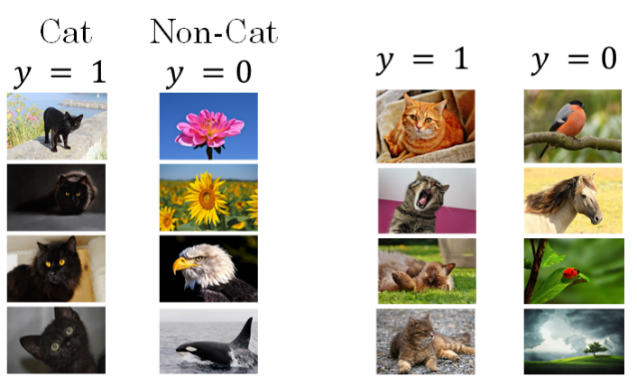 Cat Non-Cat
y = 1 y = 0 y = 1 y = 0